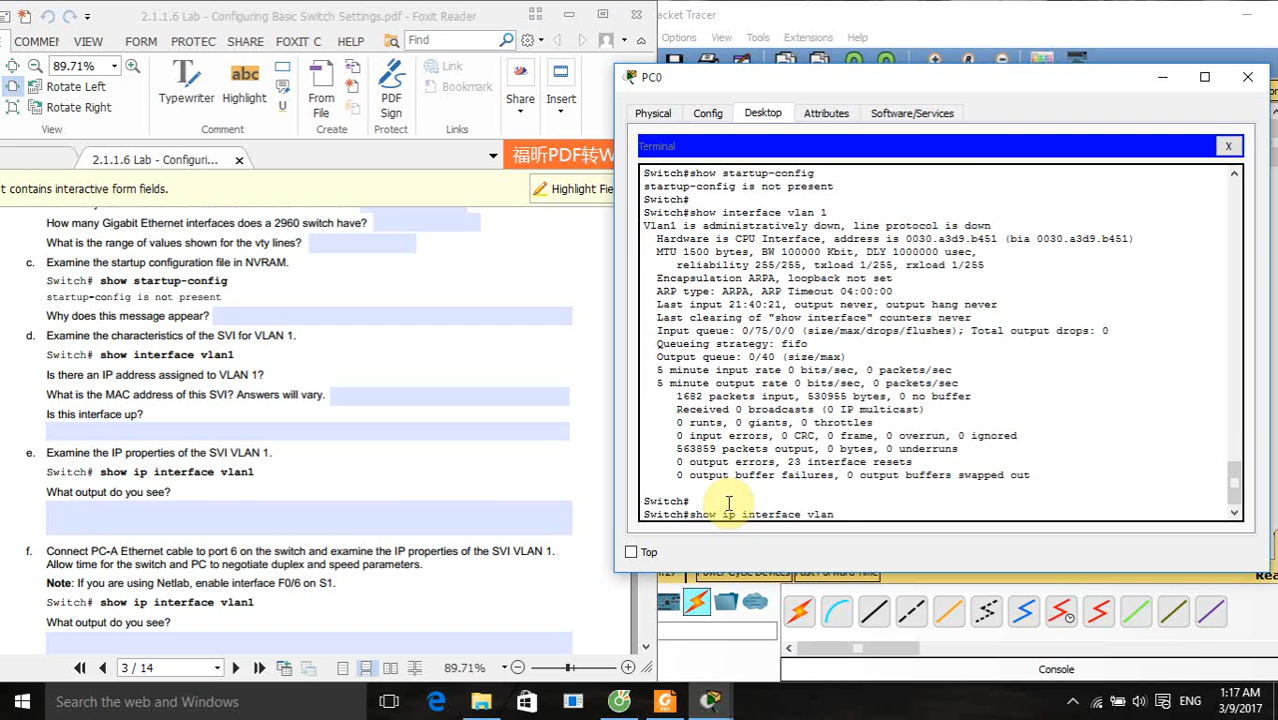 2.1.1.6 Lab - Configuring Basic Switch Settings.pdf - Foxit Reader
COMMEN VIEW FORM PROTEC SHARE FOXIT C HELP Find
89.71%
Rotate Left
Rotate Right
View
Typewriter
Highlight
Comment
From File
Create
PDF Sign
Protect
Link
Bookmark
Links
Share
Insert
2.1.1.6 Lab - Configuri...
福昕PDF转W
t contains interactive form fields.
Highlight Fie
How many Gigabit Ethernet interfaces does a 2960 switch have?
What is the range of values shown for the vty lines?
c. Examine the startup configuration file in NVRAM.
Switch# show startup-config
startup-config is not present
Why does this message appear?
d. Examine the characteristics of the SVI for VLAN 1.
Switch# show interface vlan1
Is there an IP address assigned to VLAN 1?
What is the MAC address of this SVI? Answers will vary.
Is this interface up?
e. Examine the IP properties of the SVI VLAN 1.
Switch# show ip interface vlan1
What output do you see?
f. Connect PC-A Ethernet cable to port 6 on the switch and examine the IP properties of the SVI VLAN 1.
Allow time for the switch and PC to negotiate duplex and speed parameters.
Note: If you are using Netlab, enable interface F0/6 on S1.
Switch# show ip interface vlan1
What output do you see?
3 / 14
89.71%
acket Tracer
Options View Tools Extensions Help
PC0
Physical Config Desktop Attributes Software/Services
Terminal
X
Switch#show startup-config
startup-config is not present
Switch#
Switch#show interface vlan 1
Vlan1 is administratively down, line protocol is down
Hardware is CPU Interface, address is 0030.a3d9.b451 (bia 0030.a3d9.b451)
MTU 1500 bytes, BW 100000 Kbit, DLY 1000000 usec,
reliability 255/255, txload 1/255, rxload 1/255
Encapsulation ARPA, loopback not set
ARP type: ARPA, ARP Timeout 04:00:00
Last input 21:40:21, output never, output hang never
Last clearing of "show interface" counters never
Input queue: 0/75/0/0 (size/max/drops/flushes); Total output drops: 0
Queueing strategy: fifo
Output queue: 0/40 (size/max)
5 minute input rate 0 bits/sec, 0 packets/sec
5 minute output rate 0 bits/sec, 0 packets/sec
1682 packets input, 530955 bytes, 0 no buffer
Received 0 broadcasts (0 IP multicast)
0 runts, 0 giants, 0 throttles
0 input errors, 0 CRC, 0 frame, 0 overrun, 0 ignored
563859 packets output, 0 bytes, 0 underruns
0 output errors, 23 interface resets
0 output buffer failures, 0 output buffers swapped out
Switch#
Switch#show ip interface vlan
Top
Power Cycle Devices Fast Forward Time
Rea
Console
Search the web and Windows
ENG
1:17 AM
3/9/2017